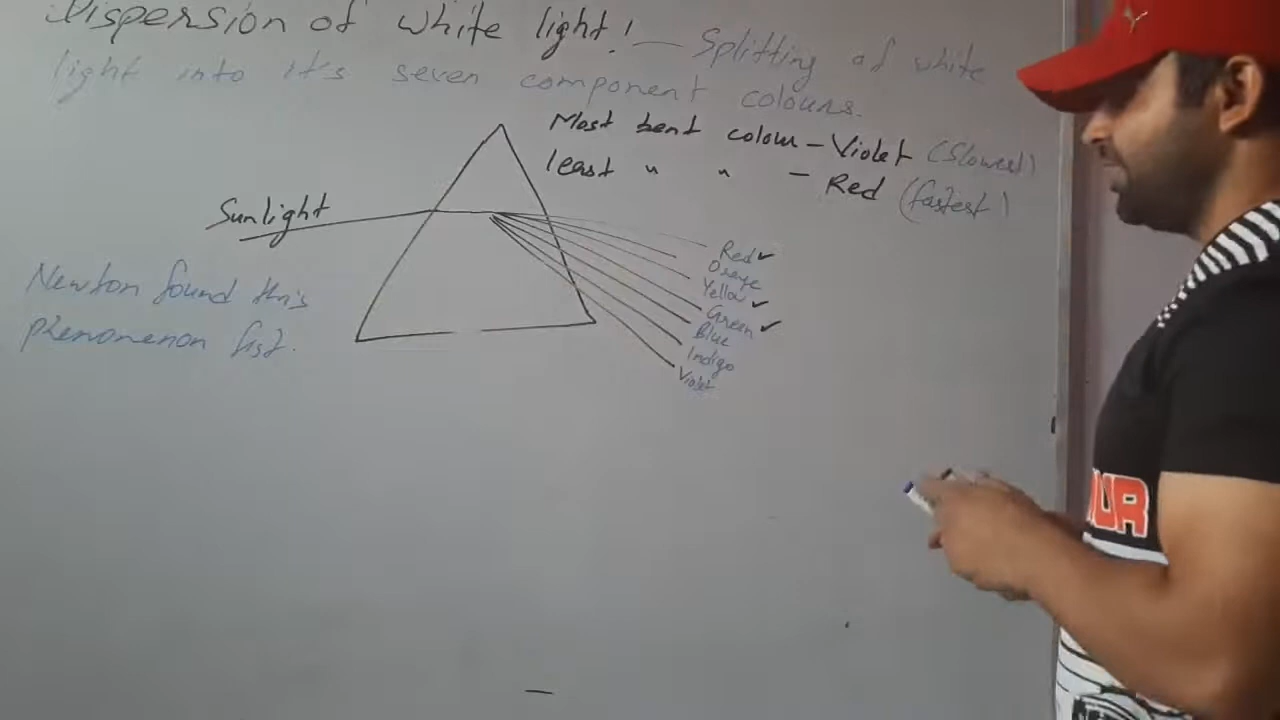 Dispersion of white light! — Splitting of white
light into it's seven component colours.
Most bent colour - Violet (Slowest)
least " " - Red (fastest)
Sunlight
Newton found this
phenomenon fist.
Red ✓
Orange
Yellow ✓
Green ✓
Blue
Indigo
Violet